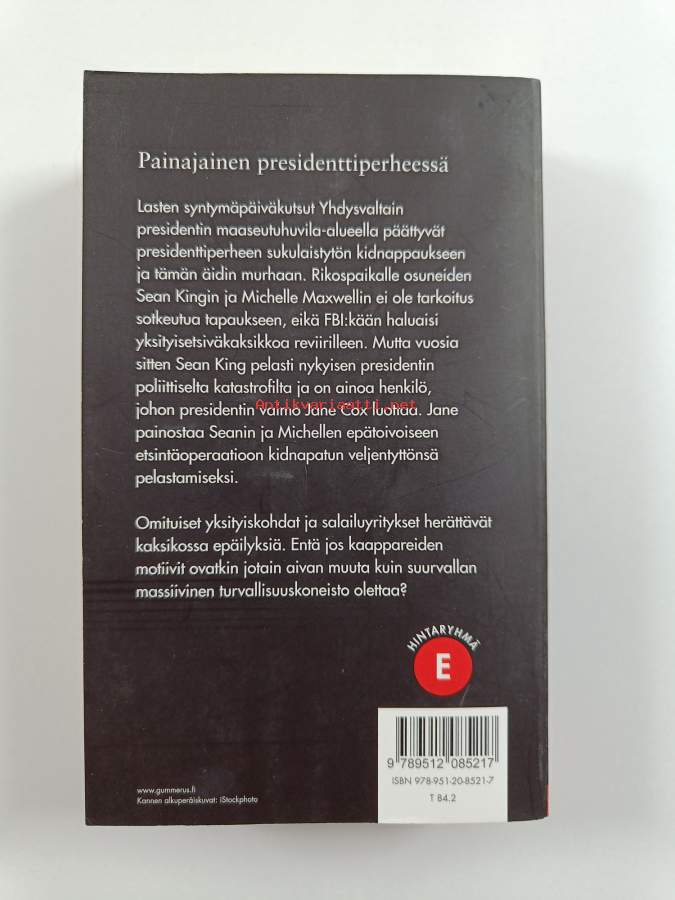 Painajainen presidenttiperheessä
Lasten syntymäpäiväkutsut Yhdysvaltain
presidentin maaseutuhuvila-alueella päättyvät
presidenttiperheen sukulaistytön kidnappaukseen
ja tämän äidin murhaan. Rikospaikalle osuneiden
Sean Kingin ja Michelle Maxwellin ei ole tarkoitus
sotkeutua tapaukseen, eikä FBI:kään haluaisi
yksityisetsiväkaksikkoa reviirilleen. Mutta vuosia
sitten Sean King pelasti nykyisen presidentin
poliittiselta katastrofilta ja on ainoa henkilö,
johon presidentin vaimo Jane Cox luottaa. Jane
Antikvariaatti.net
painostaa Seanin ja Michellen epätoivoiseen
etsintäoperaatioon kidnapatun veljentyttönsä
pelastamiseksi.
Omituiset yksityiskohdat ja salailuyritykset herättävät
kaksikossa epäilyksiä. Entä jos kaappareiden
motiivit ovatkin jotain aivan muuta kuin suurvallan
massiivinen turvallisuuskoneisto olettaa?
HINTARYHMÄ
E
9 789512 085217
ISBN 978-951-20-8521-7
T 84.2
www.gummerus.fi
Kannen alkuperäiskuvat: iStockphoto